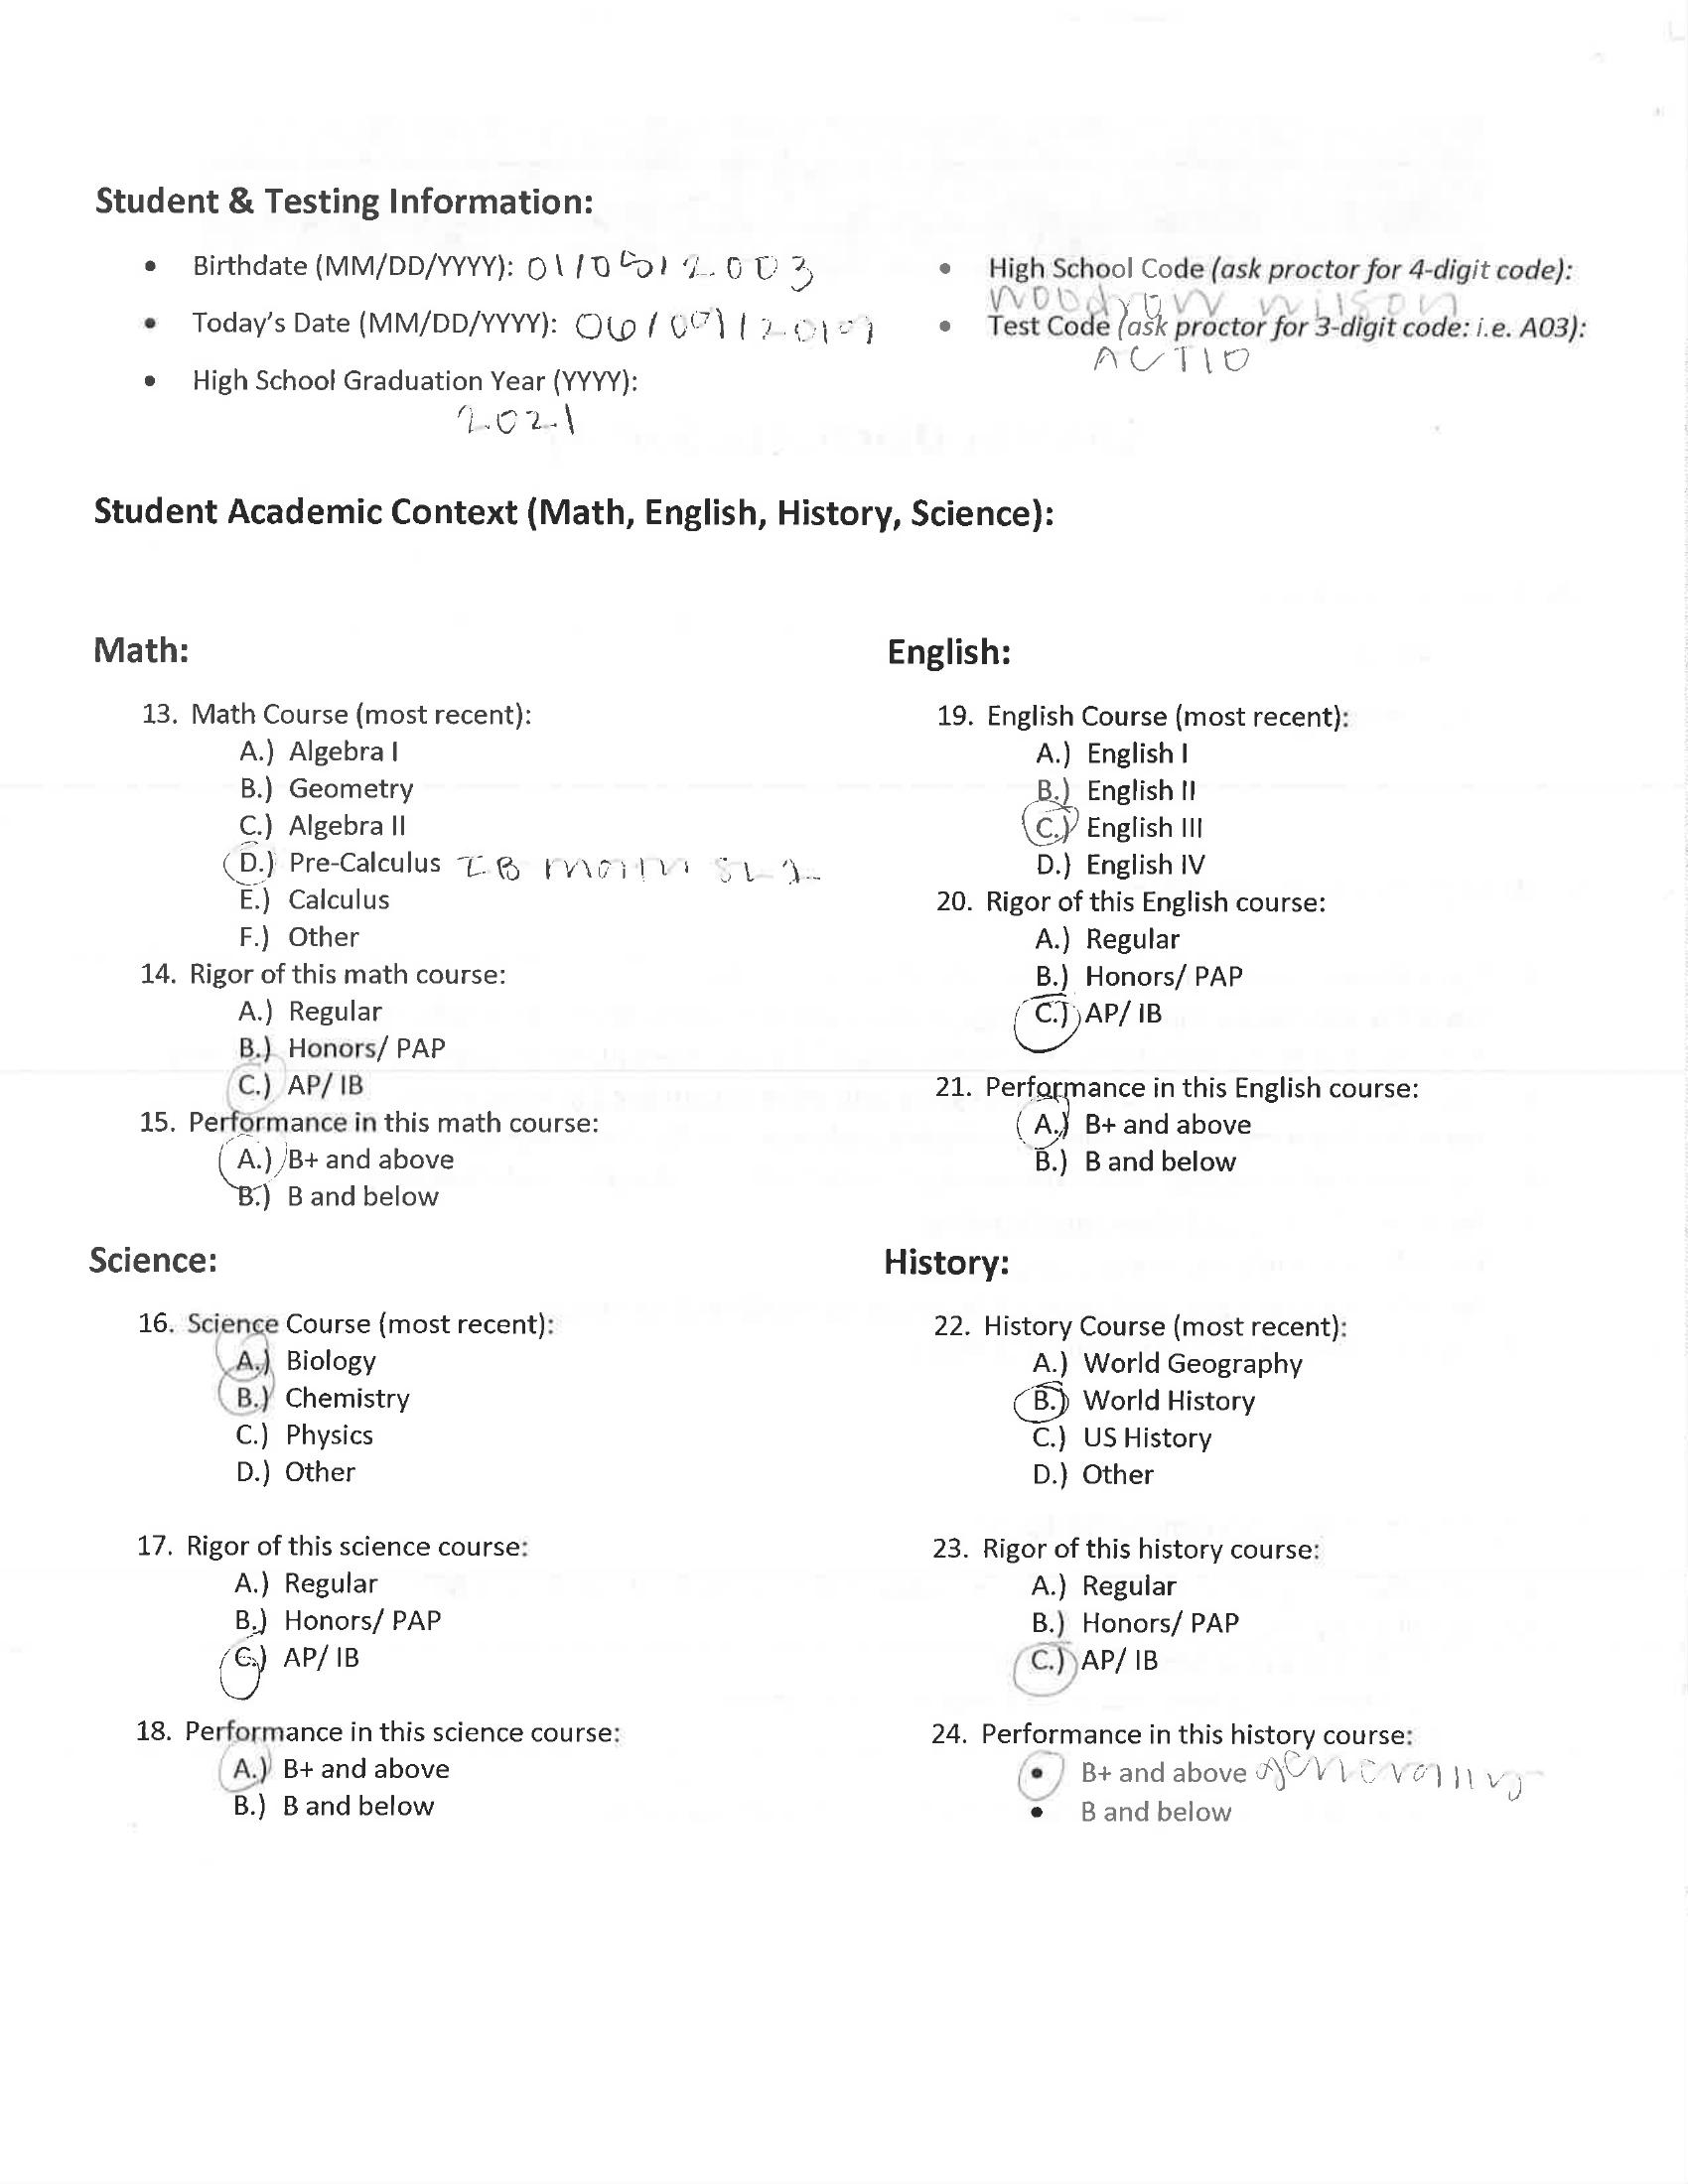 Student & Testing Information:
• Birthdate (MM/DD/YYYY): 01/05/2003
• Today's Date (MM/DD/YYYY): 06/09/2019
• High School Graduation Year (YYYY):
2021
• High School Code (ask proctor for 4-digit code):
Woodrow Wilson
• Test Code (ask proctor for 3-digit code: i.e. A03):
ACT10
Student Academic Context (Math, English, History, Science):
Math:
13. Math Course (most recent):
A.) Algebra I
B.) Geometry
C.) Algebra II
D.) Pre-Calculus IB Math SL 2
E.) Calculus
F.) Other
14. Rigor of this math course:
A.) Regular
B.) Honors/ PAP
C.) AP/ IB
15. Performance in this math course:
A.) B+ and above
B.) B and below
Science:
16. Science Course (most recent):
A.) Biology
B.) Chemistry
C.) Physics
D.) Other
17. Rigor of this science course:
A.) Regular
B.) Honors/ PAP
C.) AP/ IB
18. Performance in this science course:
A.) B+ and above
B.) B and below
English:
19. English Course (most recent):
A.) English I
B.) English II
C.) English III
D.) English IV
20. Rigor of this English course:
A.) Regular
B.) Honors/ PAP
C.) AP/ IB
21. Performance in this English course:
A.) B+ and above
B.) B and below
History:
22. History Course (most recent):
A.) World Geography
B.) World History
C.) US History
D.) Other
23. Rigor of this history course:
A.) Regular
B.) Honors/ PAP
C.) AP/ IB
24. Performance in this history course:
• B+ and above generally
• B and below